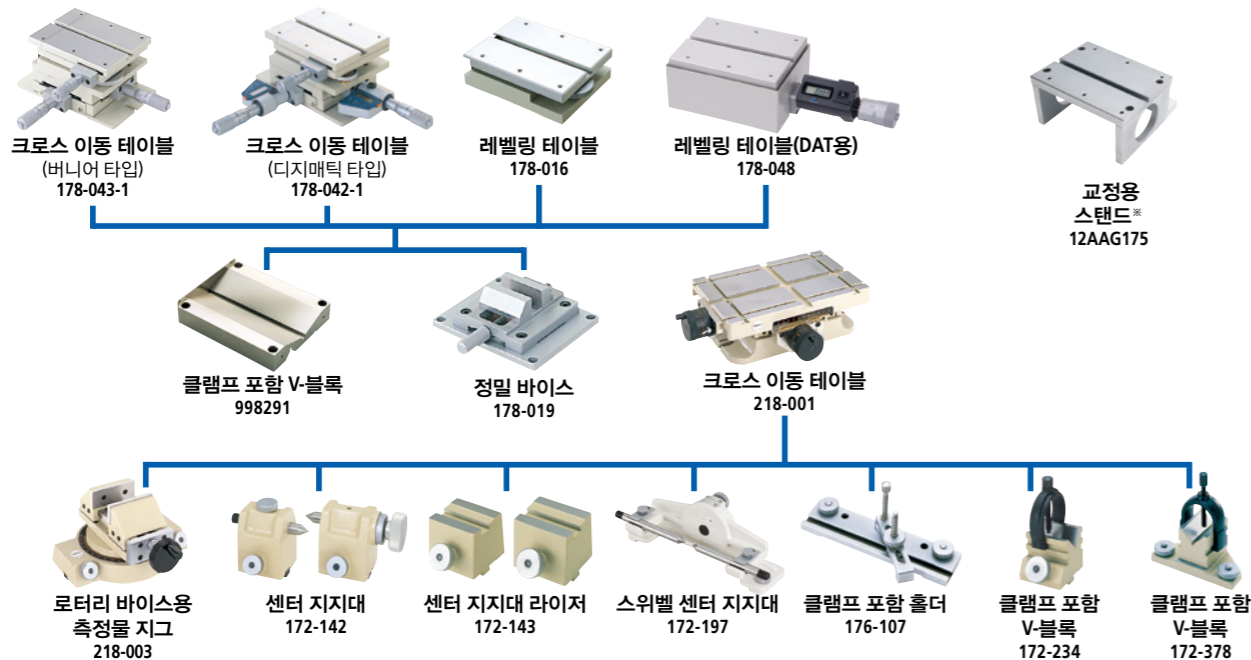 크로스 이동 테이블
(버니어 타입)
178-043-1
크로스 이동 테이블
(디지매틱 타입)
178-042-1
레벨링 테이블
178-016
레벨링 테이블(DAT용)
178-048
교정용
스탠드※
12AAG175
클램프 포함 V-블록
998291
정밀 바이스
178-019
크로스 이동 테이블
218-001
로터리 바이스용
측정물 지그
218-003
센터 지지대
172-142
센터 지지대 라이저
172-143
스위벨 센터 지지대
172-197
클램프 포함 홀더
176-107
클램프 포함
V-블록
172-234
클램프 포함
V-블록
172-378